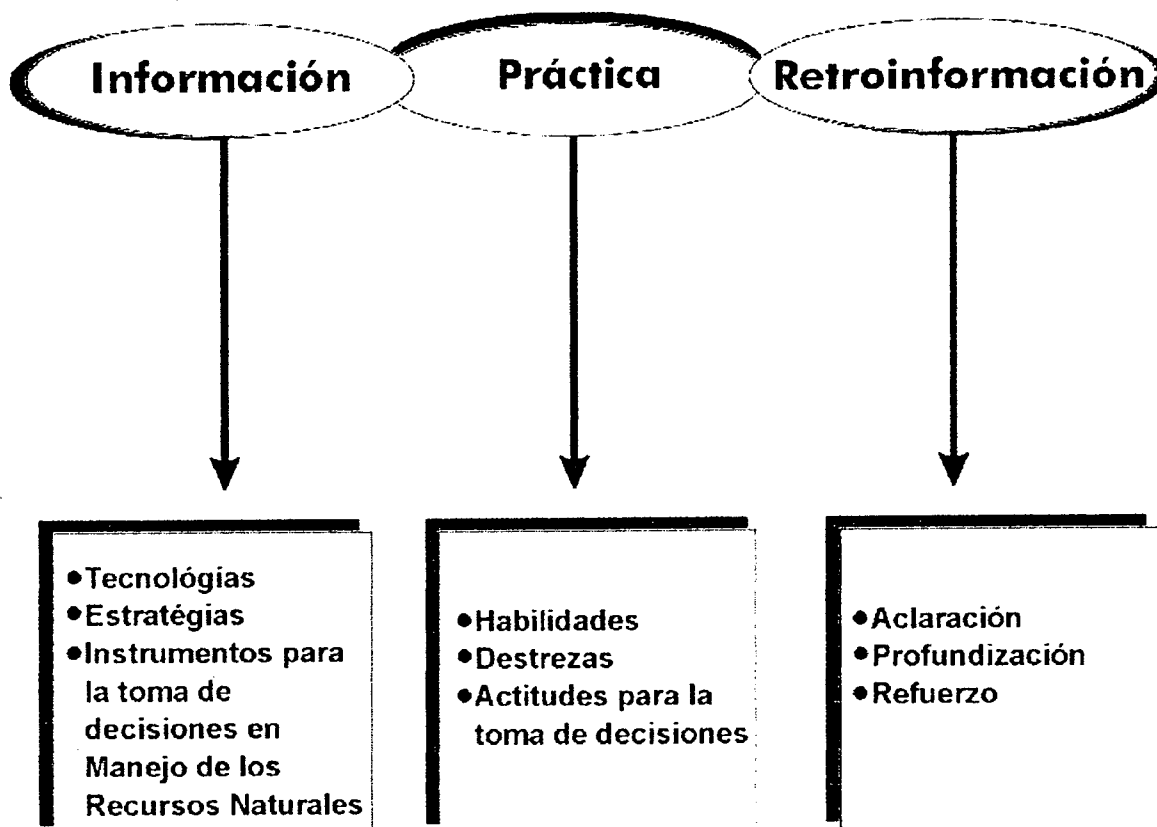 Información
Práctica
Retroinformación
●Tecnológias
●Estratégias
●Instrumentos para
la toma de
decisiones en
Manejo de los
Recursos Naturales
●Habilidades
●Destrezas
●Actitudes para la
toma de decisiones
●Aclaración
●Profundización
●Refuerzo